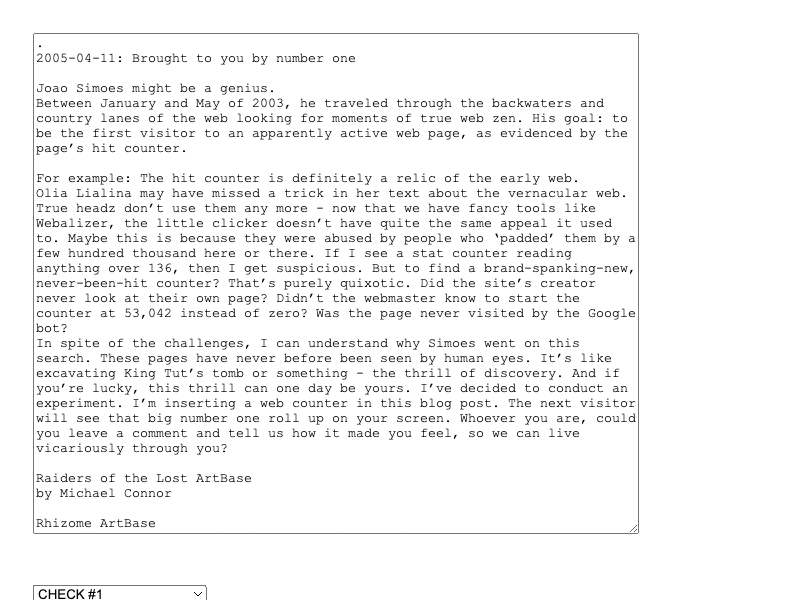 .
2005-04-11: Brought to you by number one

Joao Simoes might be a genius.
Between January and May of 2003, he traveled through the backwaters and
country lanes of the web looking for moments of true web zen. His goal: to
be the first visitor to an apparently active web page, as evidenced by the
page’s hit counter.

For example: The hit counter is definitely a relic of the early web.
Olia Lialina may have missed a trick in her text about the vernacular web.
True headz don’t use them any more – now that we have fancy tools like
Webalizer, the little clicker doesn’t have quite the same appeal it used
to. Maybe this is because they were abused by people who ‘padded’ them by a
few hundred thousand here or there. If I see a stat counter reading
anything over 136, then I get suspicious. But to find a brand-spanking-new,
never-been-hit counter? That’s purely quixotic. Did the site’s creator
never look at their own page? Didn’t the webmaster know to start the
counter at 53,042 instead of zero? Was the page never visited by the Google
bot?
In spite of the challenges, I can understand why Simoes went on this
search. These pages have never before been seen by human eyes. It’s like
excavating King Tut’s tomb or something – the thrill of discovery. And if
you’re lucky, this thrill can one day be yours. I’ve decided to conduct an
experiment. I’m inserting a web counter in this blog post. The next visitor
will see that big number one roll up on your screen. Whoever you are, could
you leave a comment and tell us how it made you feel, so we can live
vicariously through you?

Raiders of the Lost ArtBase
by Michael Connor

Rhizome ArtBase
CHECK #1